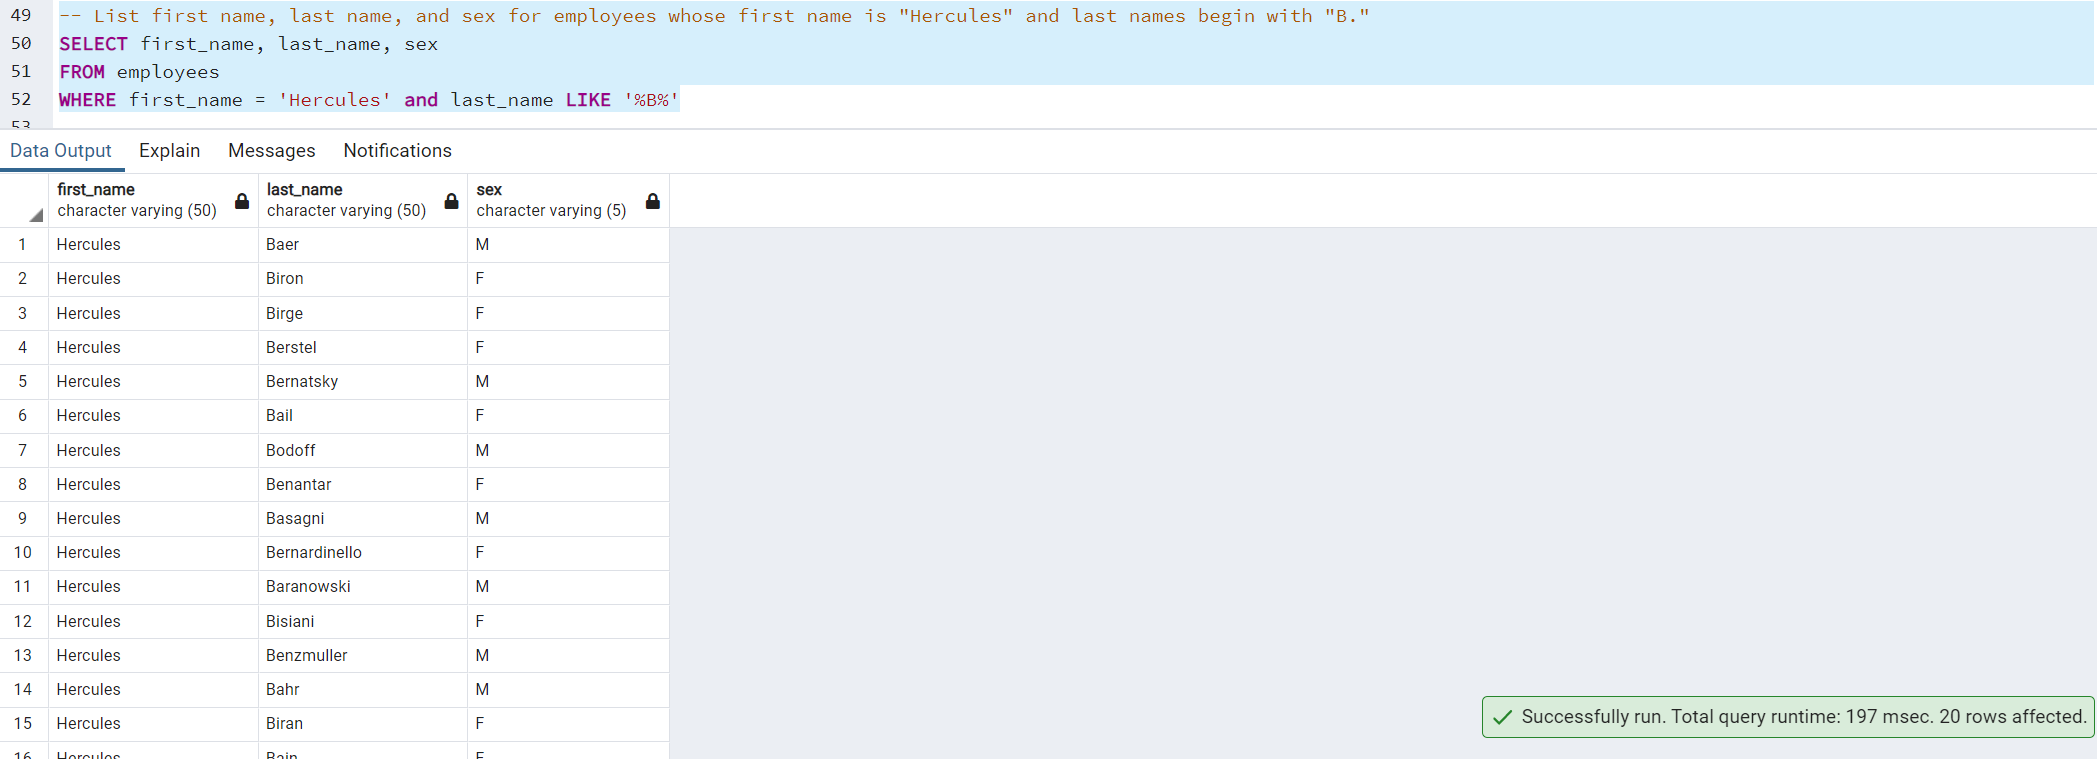 49 -- List first name, last name, and sex for employees whose first name is "Hercules" and last names begin with "B."
50 SELECT first_name, last_name, sex
51 FROM employees
52 WHERE first_name = 'Hercules' and last_name LIKE '%B%'
53
Data Output Explain Messages Notifications
first_name last_name sex
character varying (50) character varying (50) character varying (5)
1 Hercules Baer M
2 Hercules Biron F
3 Hercules Birge F
4 Hercules Berstel F
5 Hercules Bernatsky M
6 Hercules Bail F
7 Hercules Bodoff M
8 Hercules Benantar F
9 Hercules Basagni M
10 Hercules Bernardinello F
11 Hercules Baranowski M
12 Hercules Bisiani F
13 Hercules Benzmuller M
14 Hercules Bahr M
15 Hercules Biran F
Successfully run. Total query runtime: 197 msec. 20 rows affected.
16 Hercules Bain F